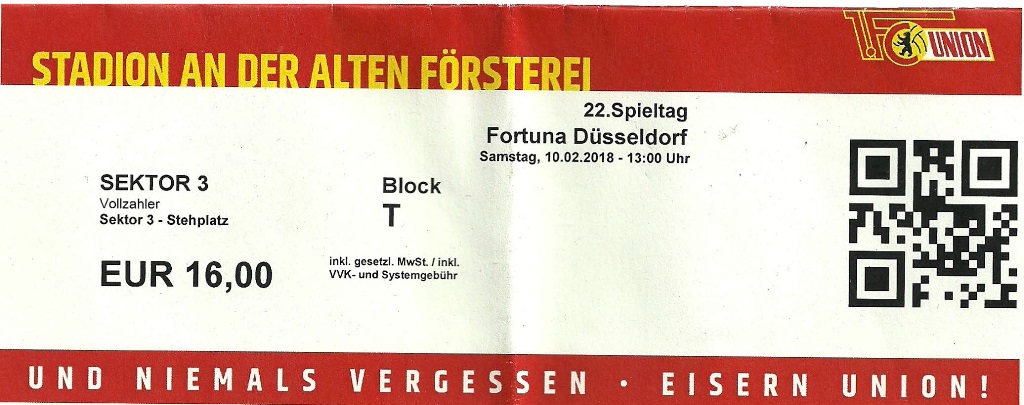 STADION AN DER ALTEN FÖRSTEREI
UNION
22.Spieltag
Fortuna Düsseldorf
Samstag, 10.02.2018 - 13:00 Uhr
SEKTOR 3
Vollzahler
Sektor 3 - Stehplatz
EUR 16,00
Block
T
inkl. gesetzl. MwSt. / inkl.
VVK- und Systemgebühr
UND NIEMALS VERGESSEN · EISERN UNION!